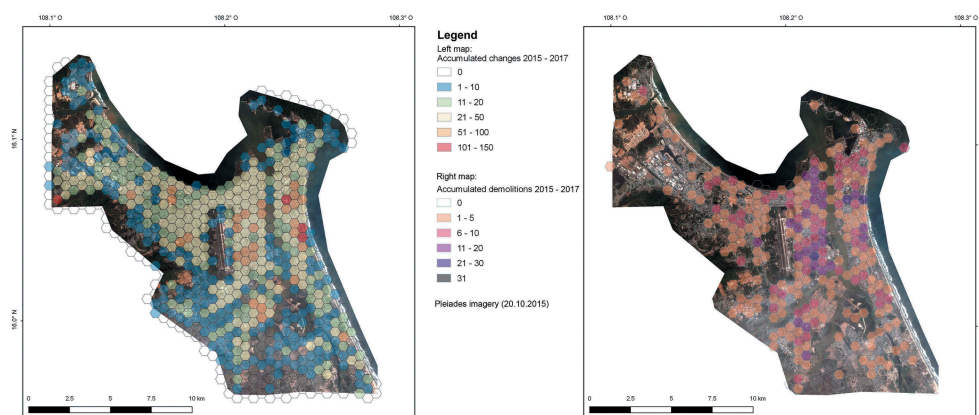 108.1° O
108.2° O
108.3° O
16.1° N
16.0° N
0
2.5
5
7.5
10 km
Legend
Left map:
Accumulated changes 2015 - 2017
0
1 - 10
11 - 20
21 - 50
51 - 100
101 - 150
Right map:
Accumulated demolitions 2015 - 2017
0
1 - 5
6 - 10
11 - 20
21 - 30
31
Pleiades imagery (20.10.2015)
108.1° O
108.2° O
108.3° O
0
2.5
5
7.5
10 km